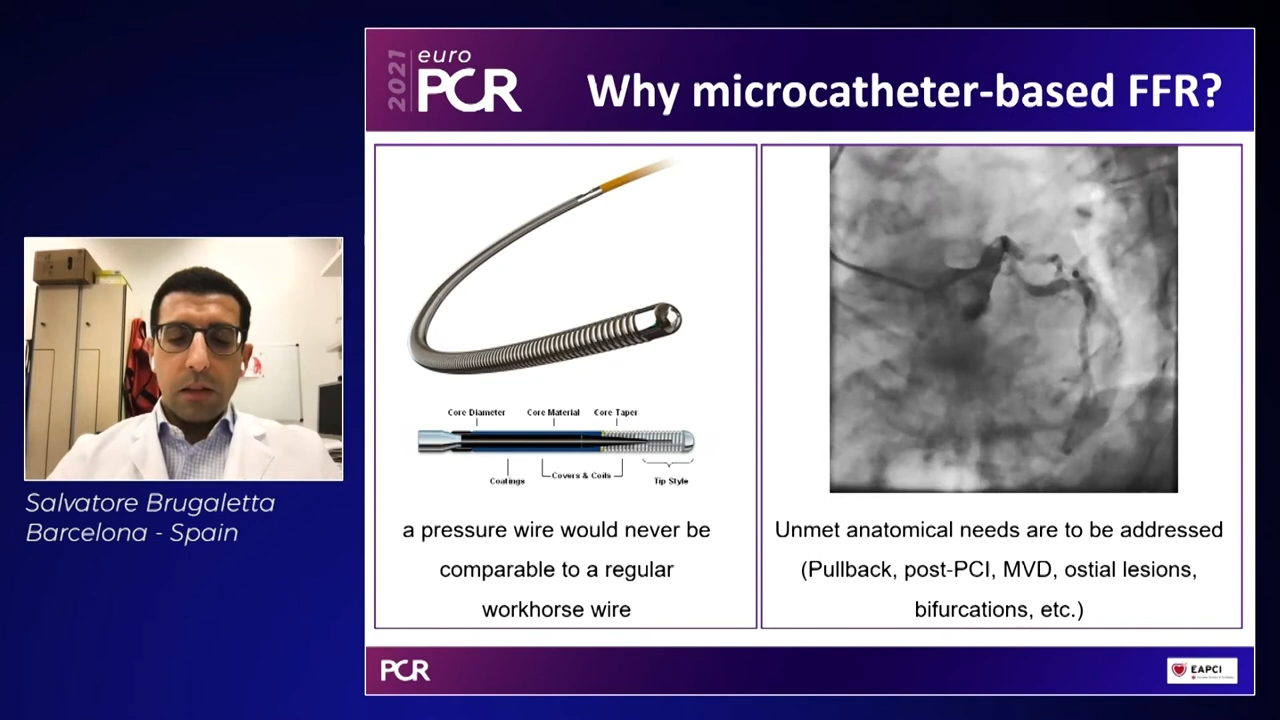 2021
euro
PCR
Why microcatheter-based FFR?
Core Diameter
Core Material
Core Taper
Coatings
Covers & Coils
Tip Style
a pressure wire would never be
comparable to a regular
workhorse wire
Unmet anatomical needs are to be addressed
(Pullback, post-PCI, MVD, ostial lesions,
bifurcations, etc.)
Salvatore Brugaletta
Barcelona - Spain
PCR
EAPCI